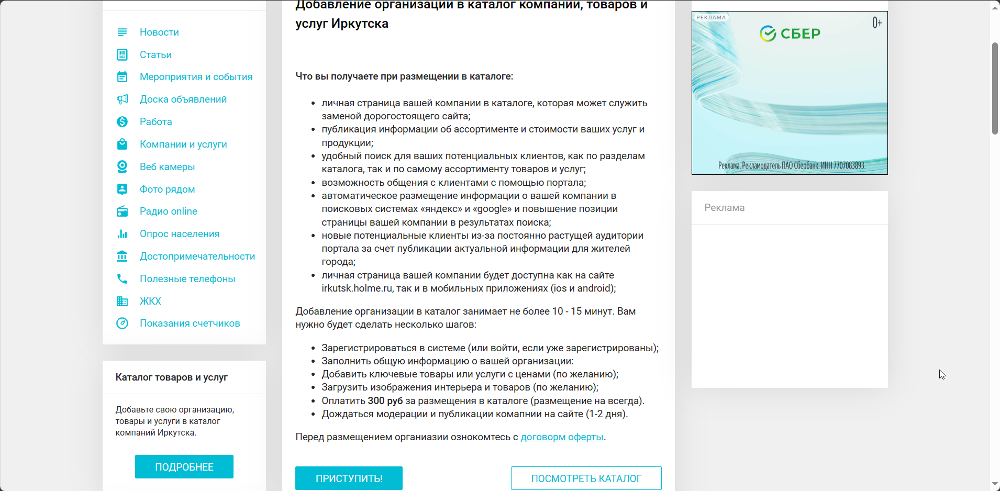 Новости
Статьи
Мероприятия и события
Доска объявлений
Работа
Компании и услуги
Веб камеры
Фото рядом
Радио online
Опрос населения
Достопримечательности
Полезные телефоны
ЖКХ
Показания счетчиков
Каталог товаров и услуг
Добавьте свою организацию,
товары и услуги в каталог
компаний Иркутска.
ПОДРОБНЕЕ
Добавление организации в каталог компаний, товаров и
услуг Иркутска
Что вы получаете при размещении в каталоге:
личная страница вашей компании в каталоге, которая может служить
заменой дорогостоящего сайта;
публикация информации об ассортименте и стоимости ваших услуг и
продукции;
удобный поиск для ваших потенциальных клиентов, как по разделам
каталога, так и по самому ассортименту товаров и услуг;
возможность общения с клиентами с помощью портала;
автоматическое размещение информации о вашей компании в
поисковых системах «яндекс» и «google» и повышение позиции
страницы вашей компании в результатах поиска;
новые потенциальные клиенты из-за постоянно растущей аудитории
портала за счет публикации актуальной информации для жителей
города;
личная страница вашей компании будет доступна как на сайте
irkutsk.holme.ru, так и в мобильных приложениях (ios и android);
Добавление организации в каталог занимает не более 10 - 15 минут. Вам
нужно будет сделать несколько шагов:
Зарегистрироваться в системе (или войти, если уже зарегистрированы);
Заполнить общую информацию о вашей организации:
Добавить ключевые товары или услуги с ценами (по желанию);
Загрузить изображения интерьера и товаров (по желанию);
Оплатить 300 руб за размещения в каталоге (размещение на всегда).
Дождаться модерации и публикации комапнии на сайте (1-2 дня).
Перед размещением органиазии ознокомтесь с договорм оферты.
ПРИСТУПИТЬ!
ПОСМОТРЕТЬ КАТАЛОГ
РЕКЛАМА
0+
СБЕР
Реклама. Рекламодатель ПАО Сбербанк. ИНН 7707083893.
Реклама